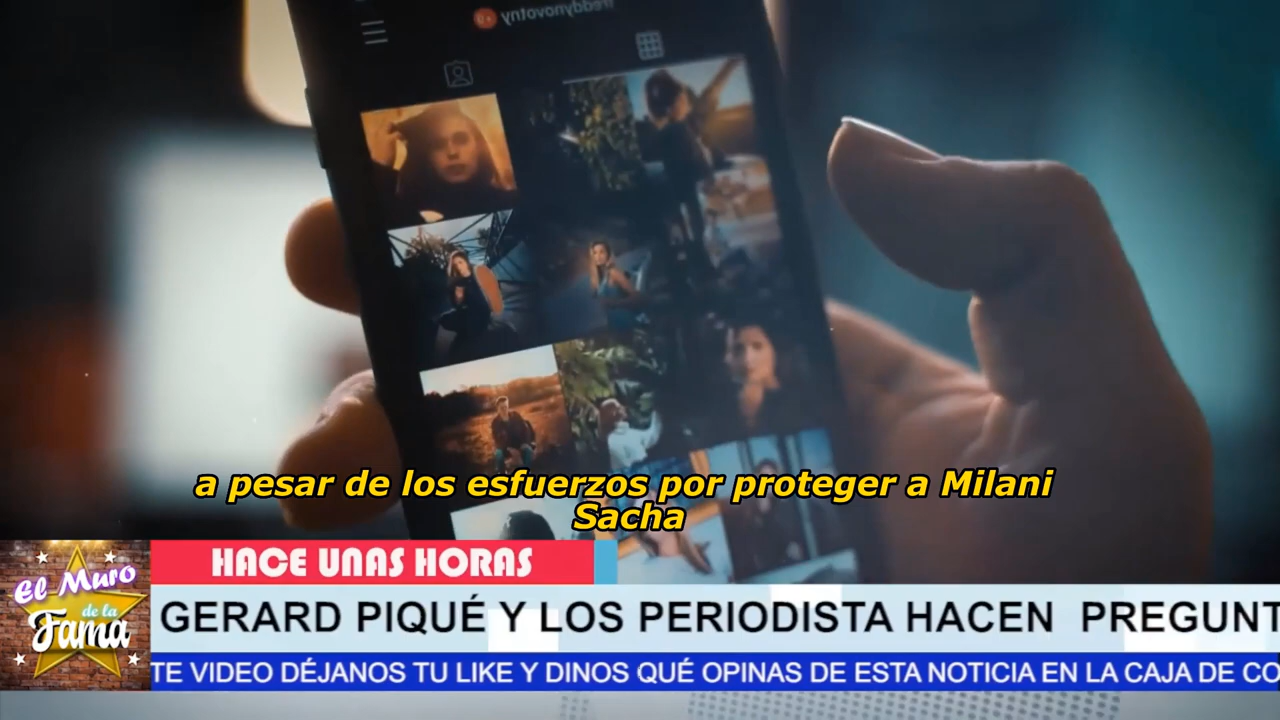 freddynovotny
a pesar de los esfuerzos por proteger a Milani
Sacha
HACE UNAS HORAS
El Muro
de la
Fama
GERARD PIQUÉ Y LOS PERIODISTA HACEN PREGUNT
TE VIDEO DÉJANOS TU LIKE Y DINOS QUÉ OPINAS DE ESTA NOTICIA EN LA CAJA DE CO